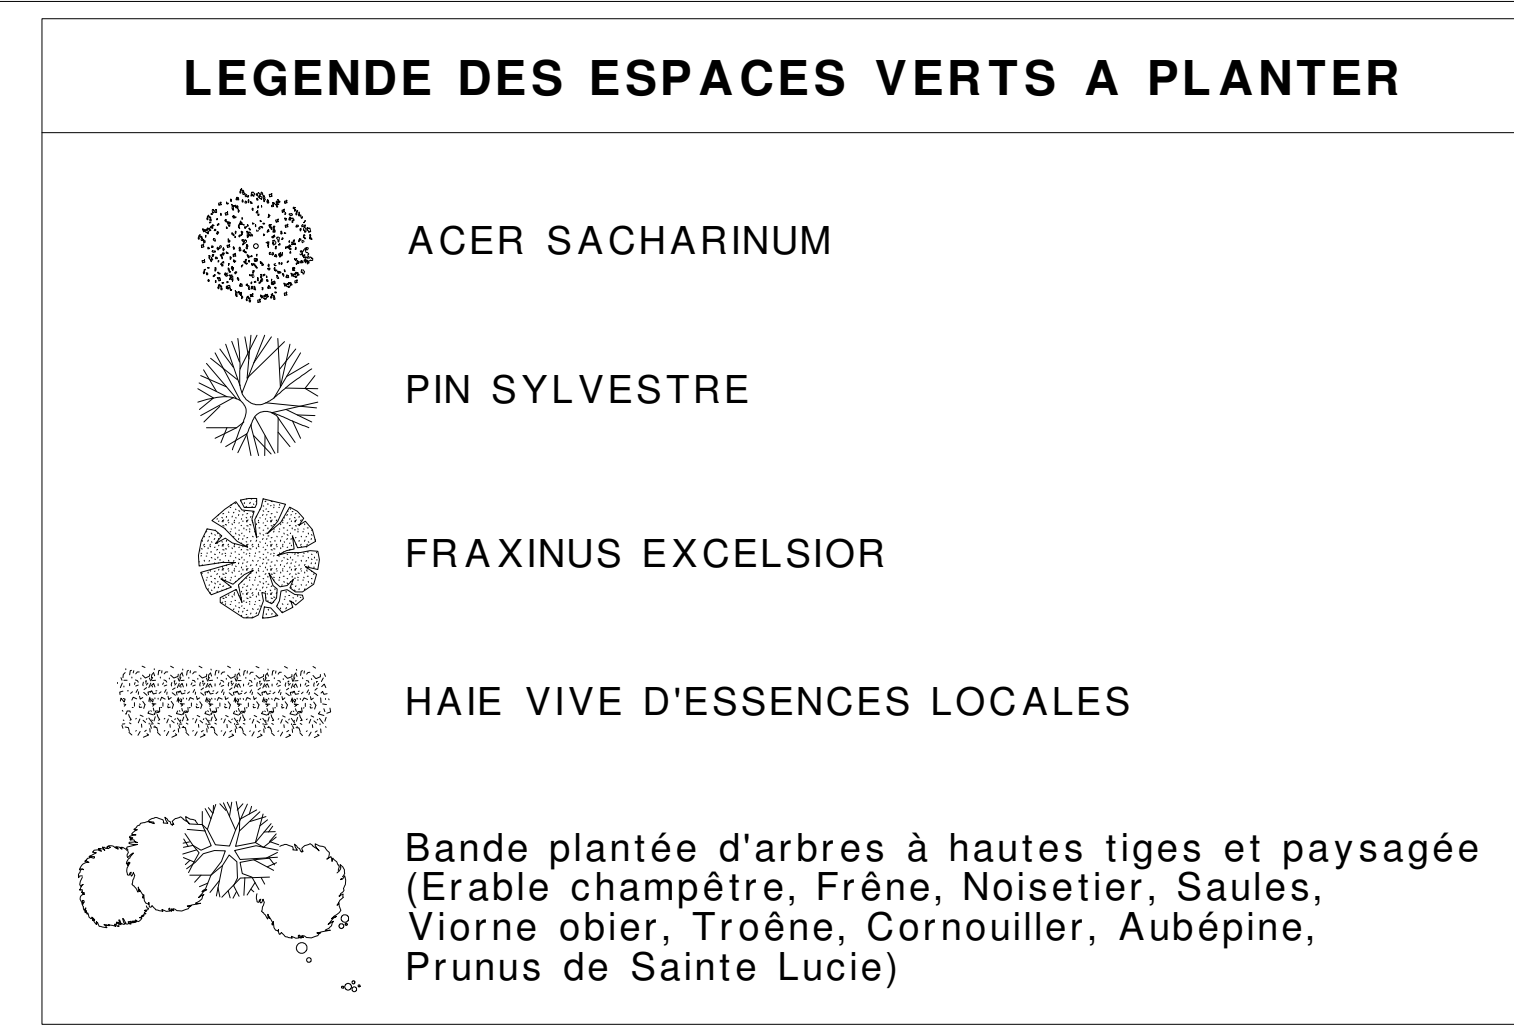 LEGENDE DES ESPACES VERTS A PLANTER
ACER SACHARINUM
PIN SYLVESTRE
FRAXINUS EXCELSIOR
HAIE VIVE D'ESSENCES LOCALES
Bande plantée d'arbres à hautes tiges et paysagée
(Erable champêtre, Frêne, Noisetier, Saules,
Viorne obier, Troêne, Cornouiller, Aubépine,
Prunus de Sainte Lucie)